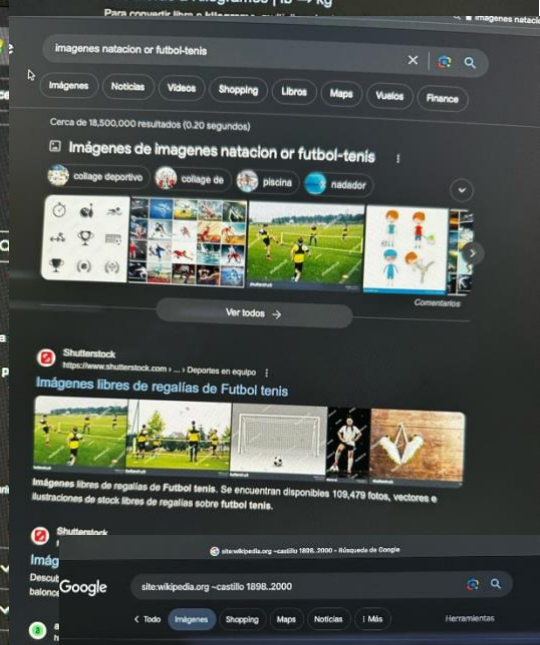 Para convertir libra a kilogramo
imagenes natacion or futbol-tenis
Imágenes
Noticias
Videos
Shopping
Libros
Maps
Vuelos
Finance
Cerca de 18,500,000 resultados (0.20 segundos)
Imágenes de imagenes natacion or futbol-tenis
collage deportivo
collage de
piscina
nadador
Comentarios
Ver todos →
Shutterstock
https://www.shutterstock.com › ... › Deportes en equipo
Imágenes libres de regalías de Futbol tenis
Imágenes libres de regalías de Futbol tenis. Se encuentran disponibles 109,479 fotos, vectores e
ilustraciones de stock libres de regalías sobre futbol tenis.
Shutterstock
Imág
Descut
site:wikipedia.org ~castillo 1898..2000 - Búsqueda de Google
Google
site:wikipedia.org ~castillo 1898..2000
Todo
Imágenes
Shopping
Maps
Noticias
Más
Herramientas